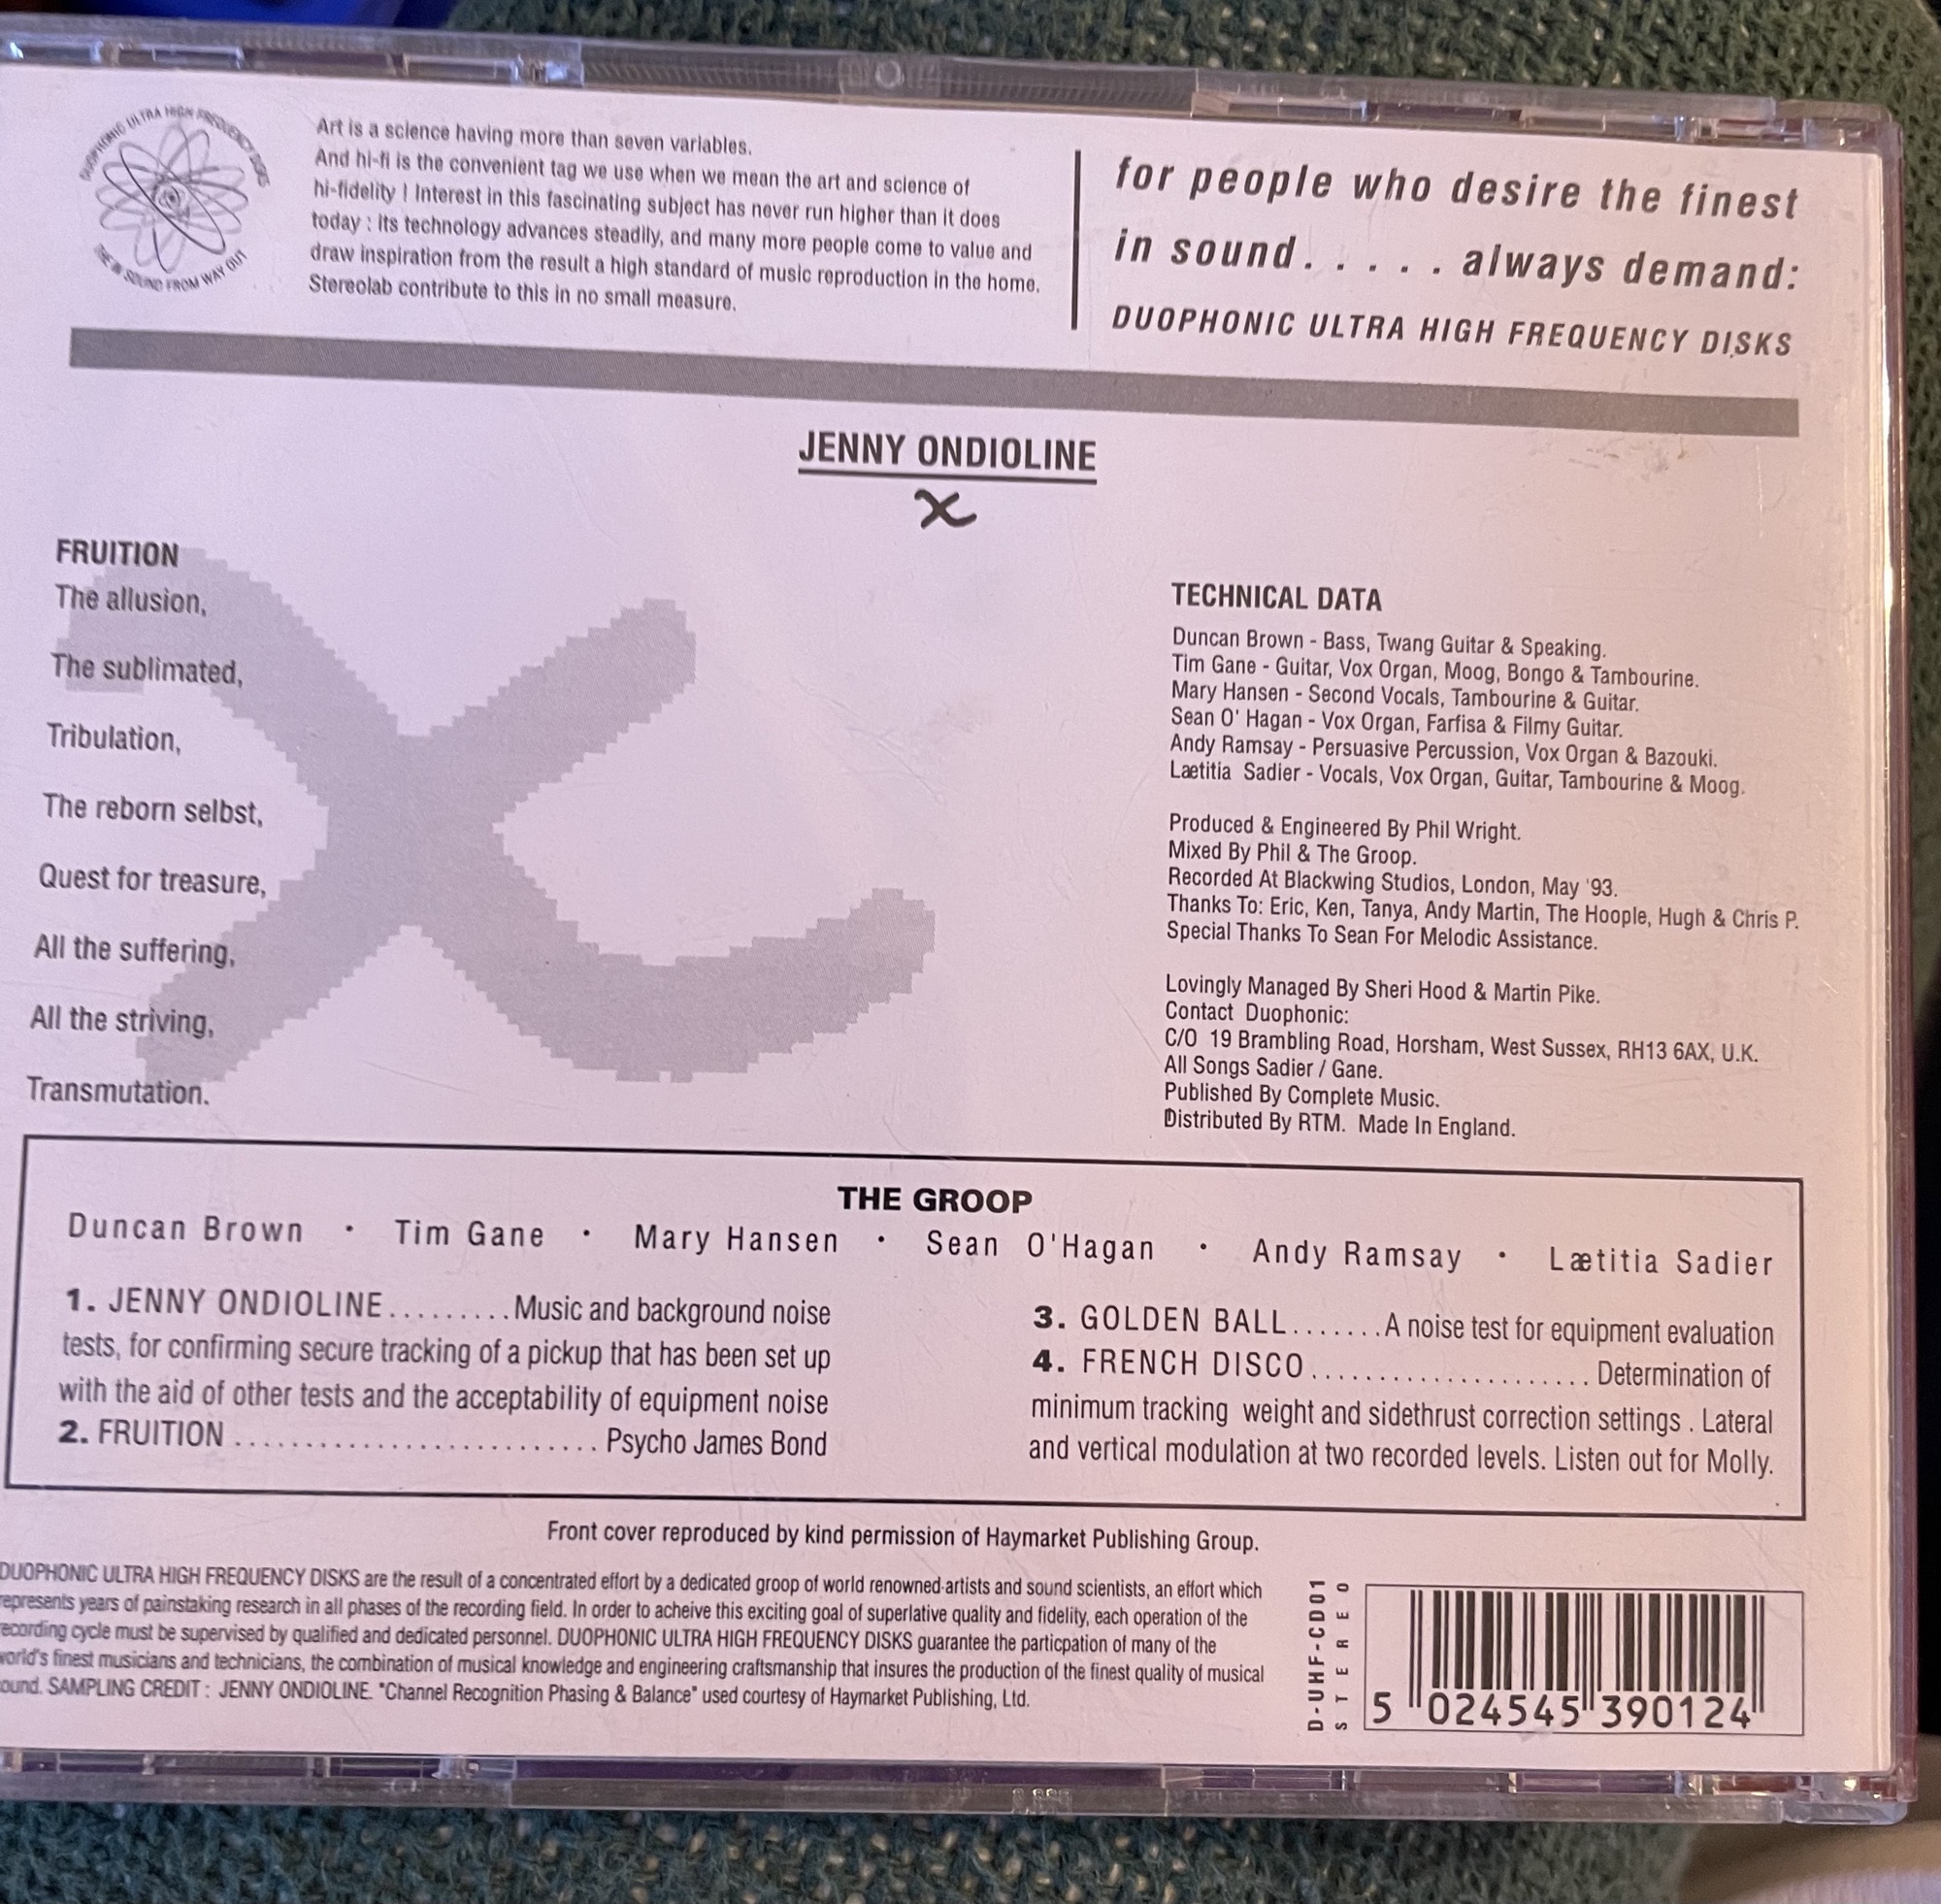 DUOPHONIC ULTRA HIGH FREQUENCY DISKS
THE NEW SOUND FROM WAY OUT
Art is a science having more than seven variables.
And hi-fi is the convenient tag we use when we mean the art and science of
hi-fidelity ! Interest in this fascinating subject has never run higher than it does
today : its technology advances steadily, and many more people come to value and
draw inspiration from the result a high standard of music reproduction in the home.
Stereolab contribute to this in no small measure.
for people who desire the finest
in sound. . . . . always demand:
DUOPHONIC ULTRA HIGH FREQUENCY DISKS
JENNY ONDIOLINE
x
FRUITION
The allusion,
The sublimated,
Tribulation,
The reborn selbst,
Quest for treasure,
All the suffering,
All the striving,
Transmutation.
TECHNICAL DATA
Duncan Brown - Bass, Twang Guitar & Speaking.
Tim Gane - Guitar, Vox Organ, Moog, Bongo & Tambourine.
Mary Hansen - Second Vocals, Tambourine & Guitar.
Sean O' Hagan - Vox Organ, Farfisa & Filmy Guitar.
Andy Ramsay - Persuasive Percussion, Vox Organ & Bazouki.
Lætitia Sadier - Vocals, Vox Organ, Guitar, Tambourine & Moog.
Produced & Engineered By Phil Wright.
Mixed By Phil & The Groop.
Recorded At Blackwing Studios, London, May '93.
Thanks To: Eric, Ken, Tanya, Andy Martin, The Hoople, Hugh & Chris P.
Special Thanks To Sean For Melodic Assistance.
Lovingly Managed By Sheri Hood & Martin Pike.
Contact Duophonic:
C/O 19 Brambling Road, Horsham, West Sussex, RH13 6AX, U.K.
All Songs Sadier / Gane.
Published By Complete Music.
Distributed By RTM. Made In England.
THE GROOP
Duncan Brown · Tim Gane · Mary Hansen · Sean O'Hagan · Andy Ramsay · Lætitia Sadier
1. JENNY ONDIOLINE.........Music and background noise
tests, for confirming secure tracking of a pickup that has been set up
with the aid of other tests and the acceptability of equipment noise
2. FRUITION .......................... Psycho James Bond
3. GOLDEN BALL.......A noise test for equipment evaluation
4. FRENCH DISCO...................... Determination of
minimum tracking weight and sidethrust correction settings . Lateral
and vertical modulation at two recorded levels. Listen out for Molly.
Front cover reproduced by kind permission of Haymarket Publishing Group.
DUOPHONIC ULTRA HIGH FREQUENCY DISKS are the result of a concentrated effort by a dedicated groop of world renowned artists and sound scientists, an effort which
represents years of painstaking research in all phases of the recording field. In order to acheive this exciting goal of superlative quality and fidelity, each operation of the
ecording cycle must be supervised by qualified and dedicated personnel. DUOPHONIC ULTRA HIGH FREQUENCY DISKS guarantee the particpation of many of the
world's finest musicians and technicians, the combination of musical knowledge and engineering craftsmanship that insures the production of the finest quality of musical
ound. SAMPLING CREDIT : JENNY ONDIOLINE. "Channel Recognition Phasing & Balance" used courtesy of Haymarket Publishing, Ltd.
D-UHF-CD01
STEREO
5 024545 390124